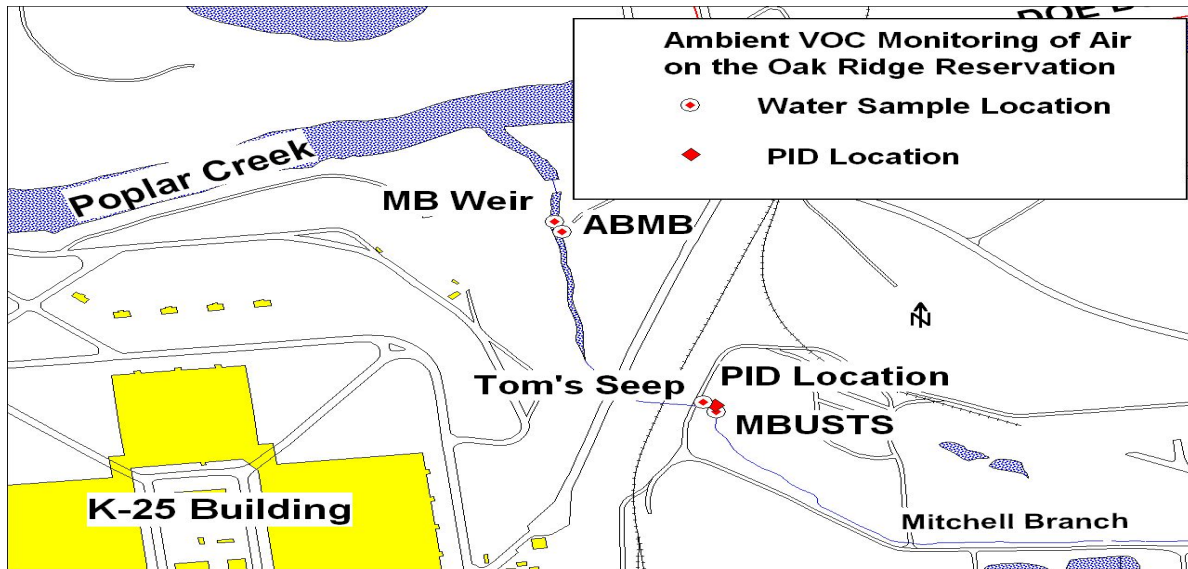 DOE B
Ambient VOC Monitoring of Air
on the Oak Ridge Reservation
Water Sample Location
PID Location
Poplar Creek
MB Weir
ABMB
N
PID Location
Tom's Seep
MBUSTS
K-25 Building
Mitchell Branch